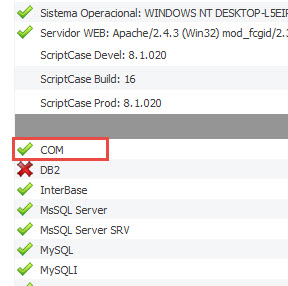 Sistema Operacional: WINDOWS NT DESKTOP-L5EIF
Servidor WEB: Apache/2.4.3 (Win32) mod_fcgid/2.3
ScriptCase Devel: 8.1.020
ScriptCase Build: 16
ScriptCase Prod: 8.1.020
COM
DB2
InterBase
MsSQL Server
MsSQL Server SRV
MySQL
MySQLI